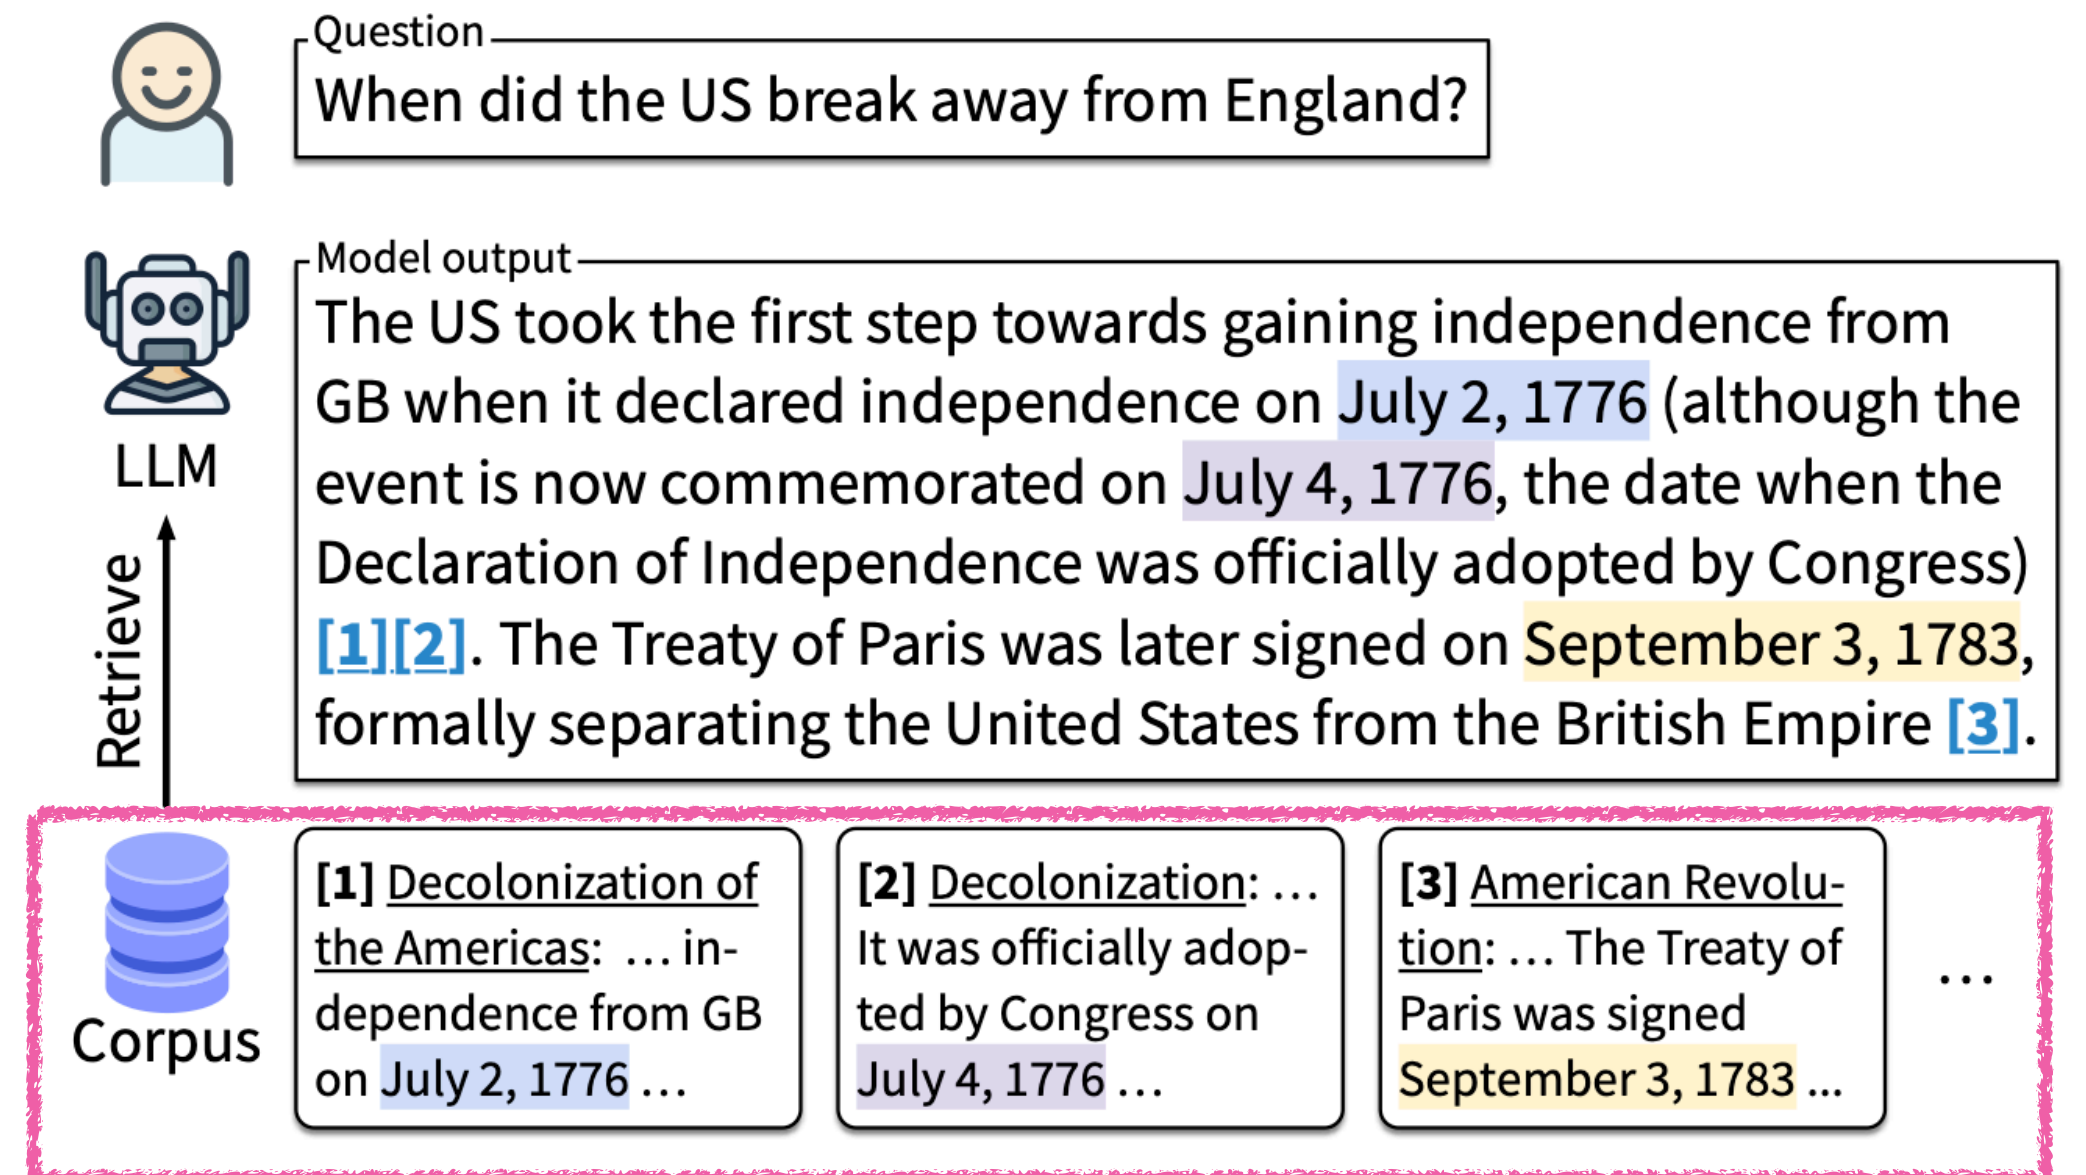 Question
When did the US break away from England?
Model output
The US took the first step towards gaining independence from
GB when it declared independence on July 2, 1776 (although the
event is now commemorated on July 4, 1776, the date when the
Declaration of Independence was officially adopted by Congress)
[1][2]. The Treaty of Paris was later signed on September 3, 1783,
formally separating the United States from the British Empire [3].
LLM
Retrieve
Corpus
[1] Decolonization of
the Americas: … in-
dependence from GB
on July 2, 1776 …
[2] Decolonization: …
It was officially adop-
ted by Congress on
July 4, 1776 …
[3] American Revolu-
tion: … The Treaty of
Paris was signed
September 3, 1783 ...
…